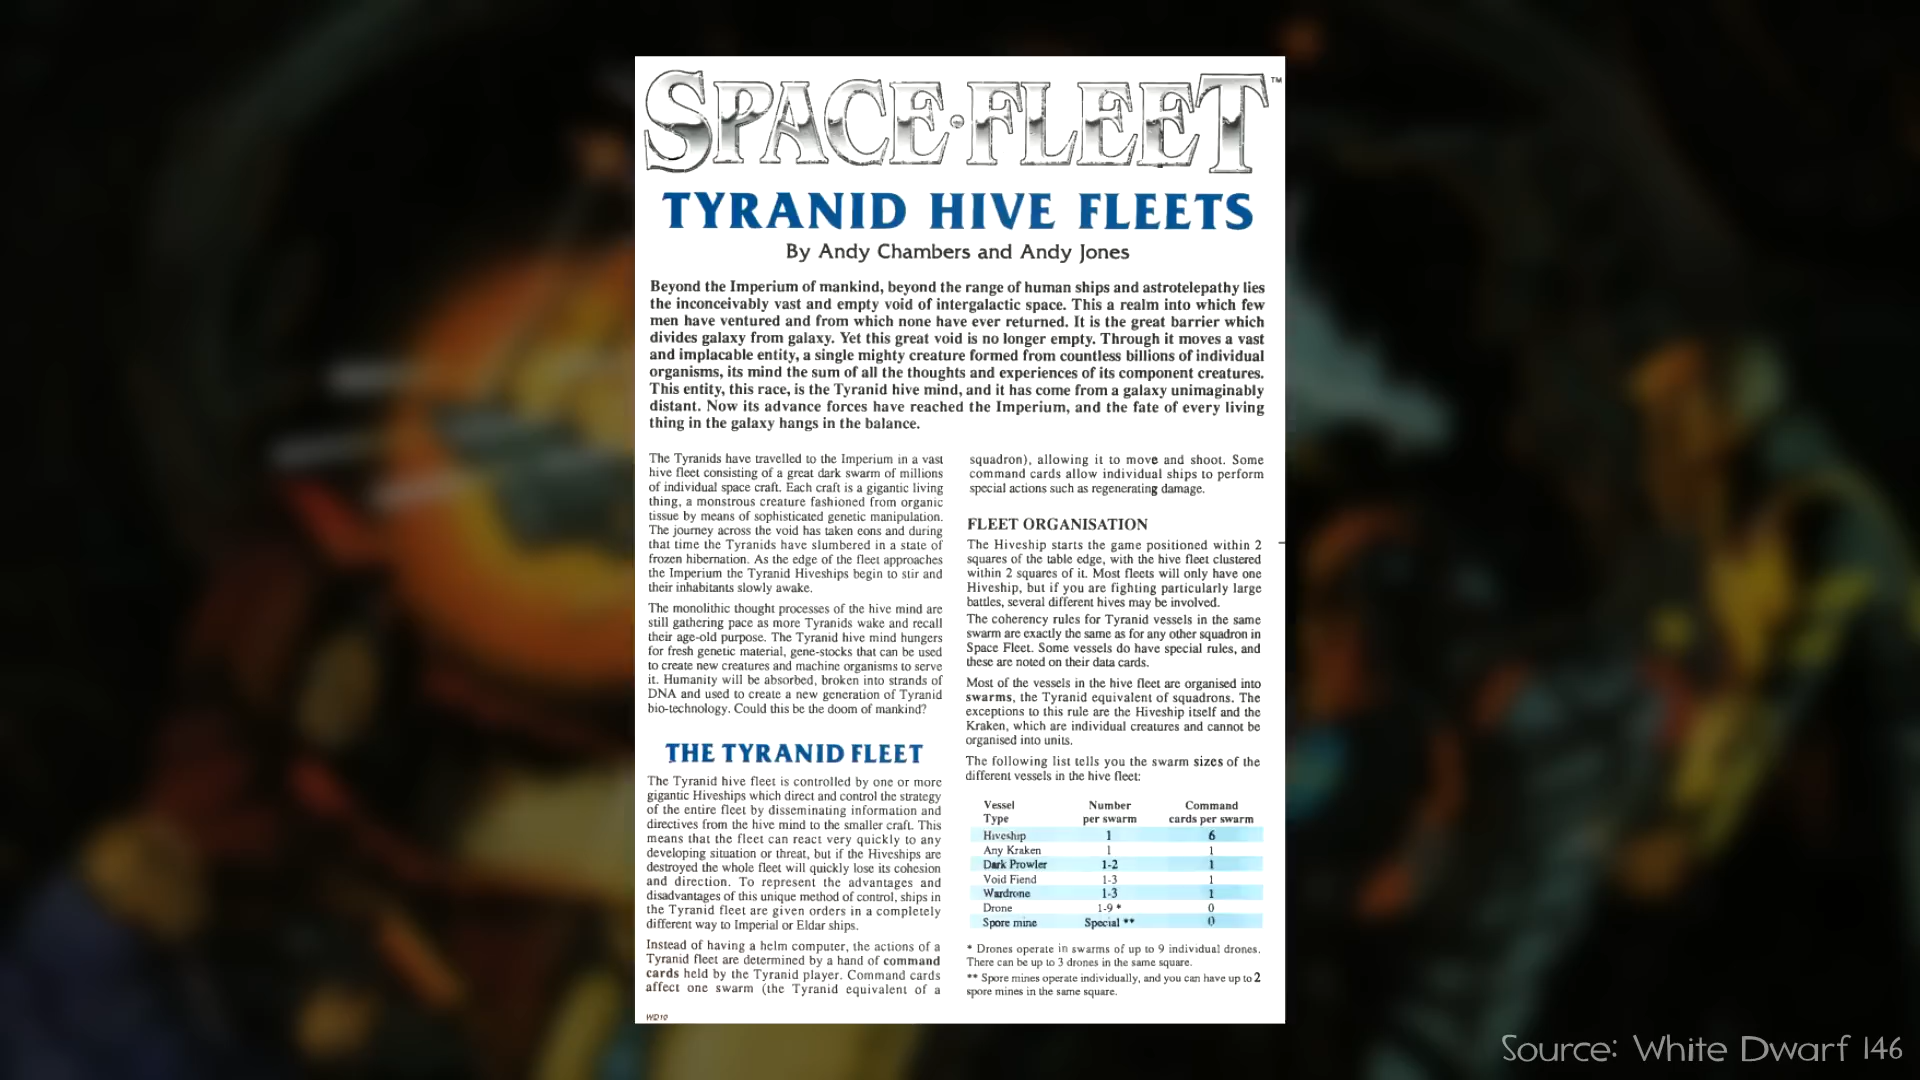 SPACE·FLEET™
TYRANID HIVE FLEETS
By Andy Chambers and Andy Jones
Beyond the Imperium of mankind, beyond the range of human ships and astrotelepathy lies
the inconceivably vast and empty void of intergalactic space. This a realm into which few
men have ventured and from which none have ever returned. It is the great barrier which
divides galaxy from galaxy. Yet this great void is no longer empty. Through it moves a vast
and implacable entity, a single mighty creature formed from countless billions of individual
organisms, its mind the sum of all the thoughts and experiences of its component creatures.
This entity, this race, is the Tyranid hive mind, and it has come from a galaxy unimaginably
distant. Now its advance forces have reached the Imperium, and the fate of every living
thing in the galaxy hangs in the balance.
The Tyranids have travelled to the Imperium in a vast
hive fleet consisting of a great dark swarm of millions
of individual space craft. Each craft is a gigantic living
thing, a monstrous creature fashioned from organic
tissue by means of sophisticated genetic manipulation.
The journey across the void has taken eons and during
that time the Tyranids have slumbered in a state of
frozen hibernation. As the edge of the fleet approaches
the Imperium the Tyranid Hiveships begin to stir and
their inhabitants slowly awake.
The monolithic thought processes of the hive mind are
still gathering pace as more Tyranids wake and recall
their age-old purpose. The Tyranid hive mind hungers
for fresh genetic material, gene-stocks that can be used
to create new creatures and machine organisms to serve
it. Humanity will be absorbed, broken into strands of
DNA and used to create a new generation of Tyranid
bio-technology. Could this be the doom of mankind?
THE TYRANID FLEET
The Tyranid hive fleet is controlled by one or more
gigantic Hiveships which direct and control the strategy
of the entire fleet by disseminating information and
directives from the hive mind to the smaller craft. This
means that the fleet can react very quickly to any
developing situation or threat, but if the Hiveships are
destroyed the whole fleet will quickly lose its cohesion
and direction. To represent the advantages and
disadvantages of this unique method of control, ships in
the Tyranid fleet are given orders in a completely
different way to Imperial or Eldar ships.
Instead of having a helm computer, the actions of a
Tyranid fleet are determined by a hand of command
cards held by the Tyranid player. Command cards
affect one swarm (the Tyranid equivalent of a
squadron), allowing it to move and shoot. Some
command cards allow individual ships to perform
special actions such as regenerating damage.
FLEET ORGANISATION
The Hiveship starts the game positioned within 2
squares of the table edge, with the hive fleet clustered
within 2 squares of it. Most fleets will only have one
Hiveship, but if you are fighting particularly large
battles, several different hives may be involved.
The coherency rules for Tyranid vessels in the same
swarm are exactly the same as for any other squadron in
Space Fleet. Some vessels do have special rules, and
these are noted on their data cards.
Most of the vessels in the hive fleet are organised into
swarms, the Tyranid equivalent of squadrons. The
exceptions to this rule are the Hiveship itself and the
Kraken, which are individual creatures and cannot be
organised into units.
The following list tells you the swarm sizes of the
different vessels in the hive fleet:
Vessel Number Command
Type per swarm cards per swarm
Hiveship 1 6
Any Kraken 1 1
Dark Prowler 1-2 1
Void Fiend 1-3 1
Wardrone 1-3 1
Drone 1-9 * 0
Spore mine Special ** 0
* Drones operate in swarms of up to 9 individual drones.
There can be up to 3 drones in the same square.
** Spore mines operate individually, and you can have up to 2
spore mines in the same square.
WD10
Source: White Dwarf 146